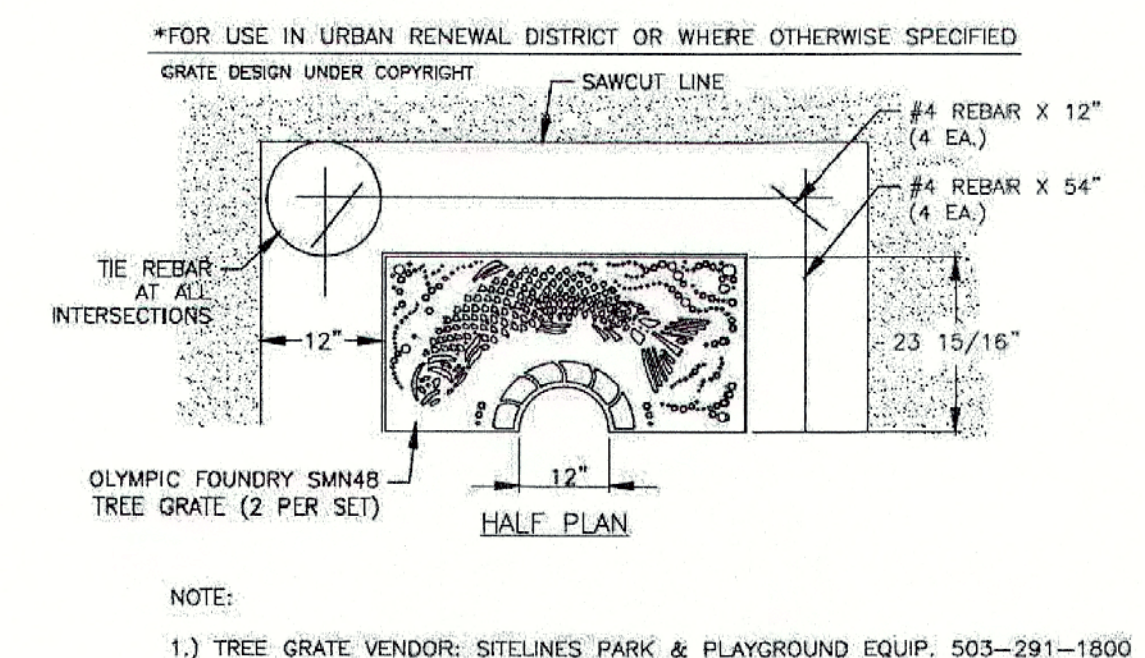 *FOR USE IN URBAN RENEWAL DISTRICT OR WHERE OTHERWISE SPECIFIED
GRATE DESIGN UNDER COPYRIGHT
SAWCUT LINE
#4 REBAR X 12"
(4 EA.)
#4 REBAR X 54"
(4 EA.)
TIE REBAR
AT ALL
INTERSECTIONS
12"
23 15/16"
OLYMPIC FOUNDRY SMN48
TREE GRATE (2 PER SET)
12"
HALF PLAN
NOTE:
1.) TREE GRATE VENDOR: SITELINES PARK & PLAYGROUND EQUIP. 503-291-1800